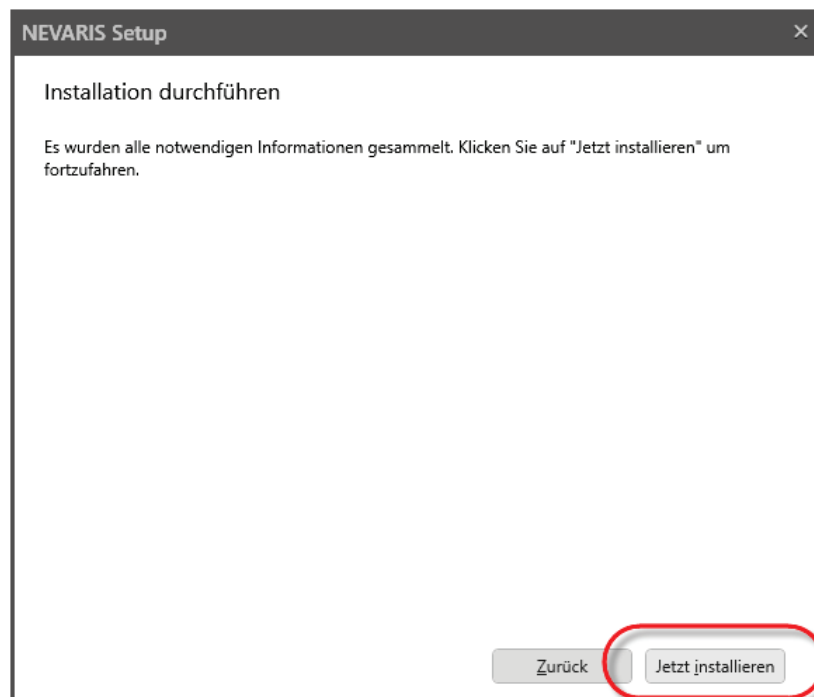 NEVARIS Setup
Installation durchführen
Es wurden alle notwendigen Informationen gesammelt. Klicken Sie auf "Jetzt installieren" um
fortzufahren.
Zurück
Jetzt installieren